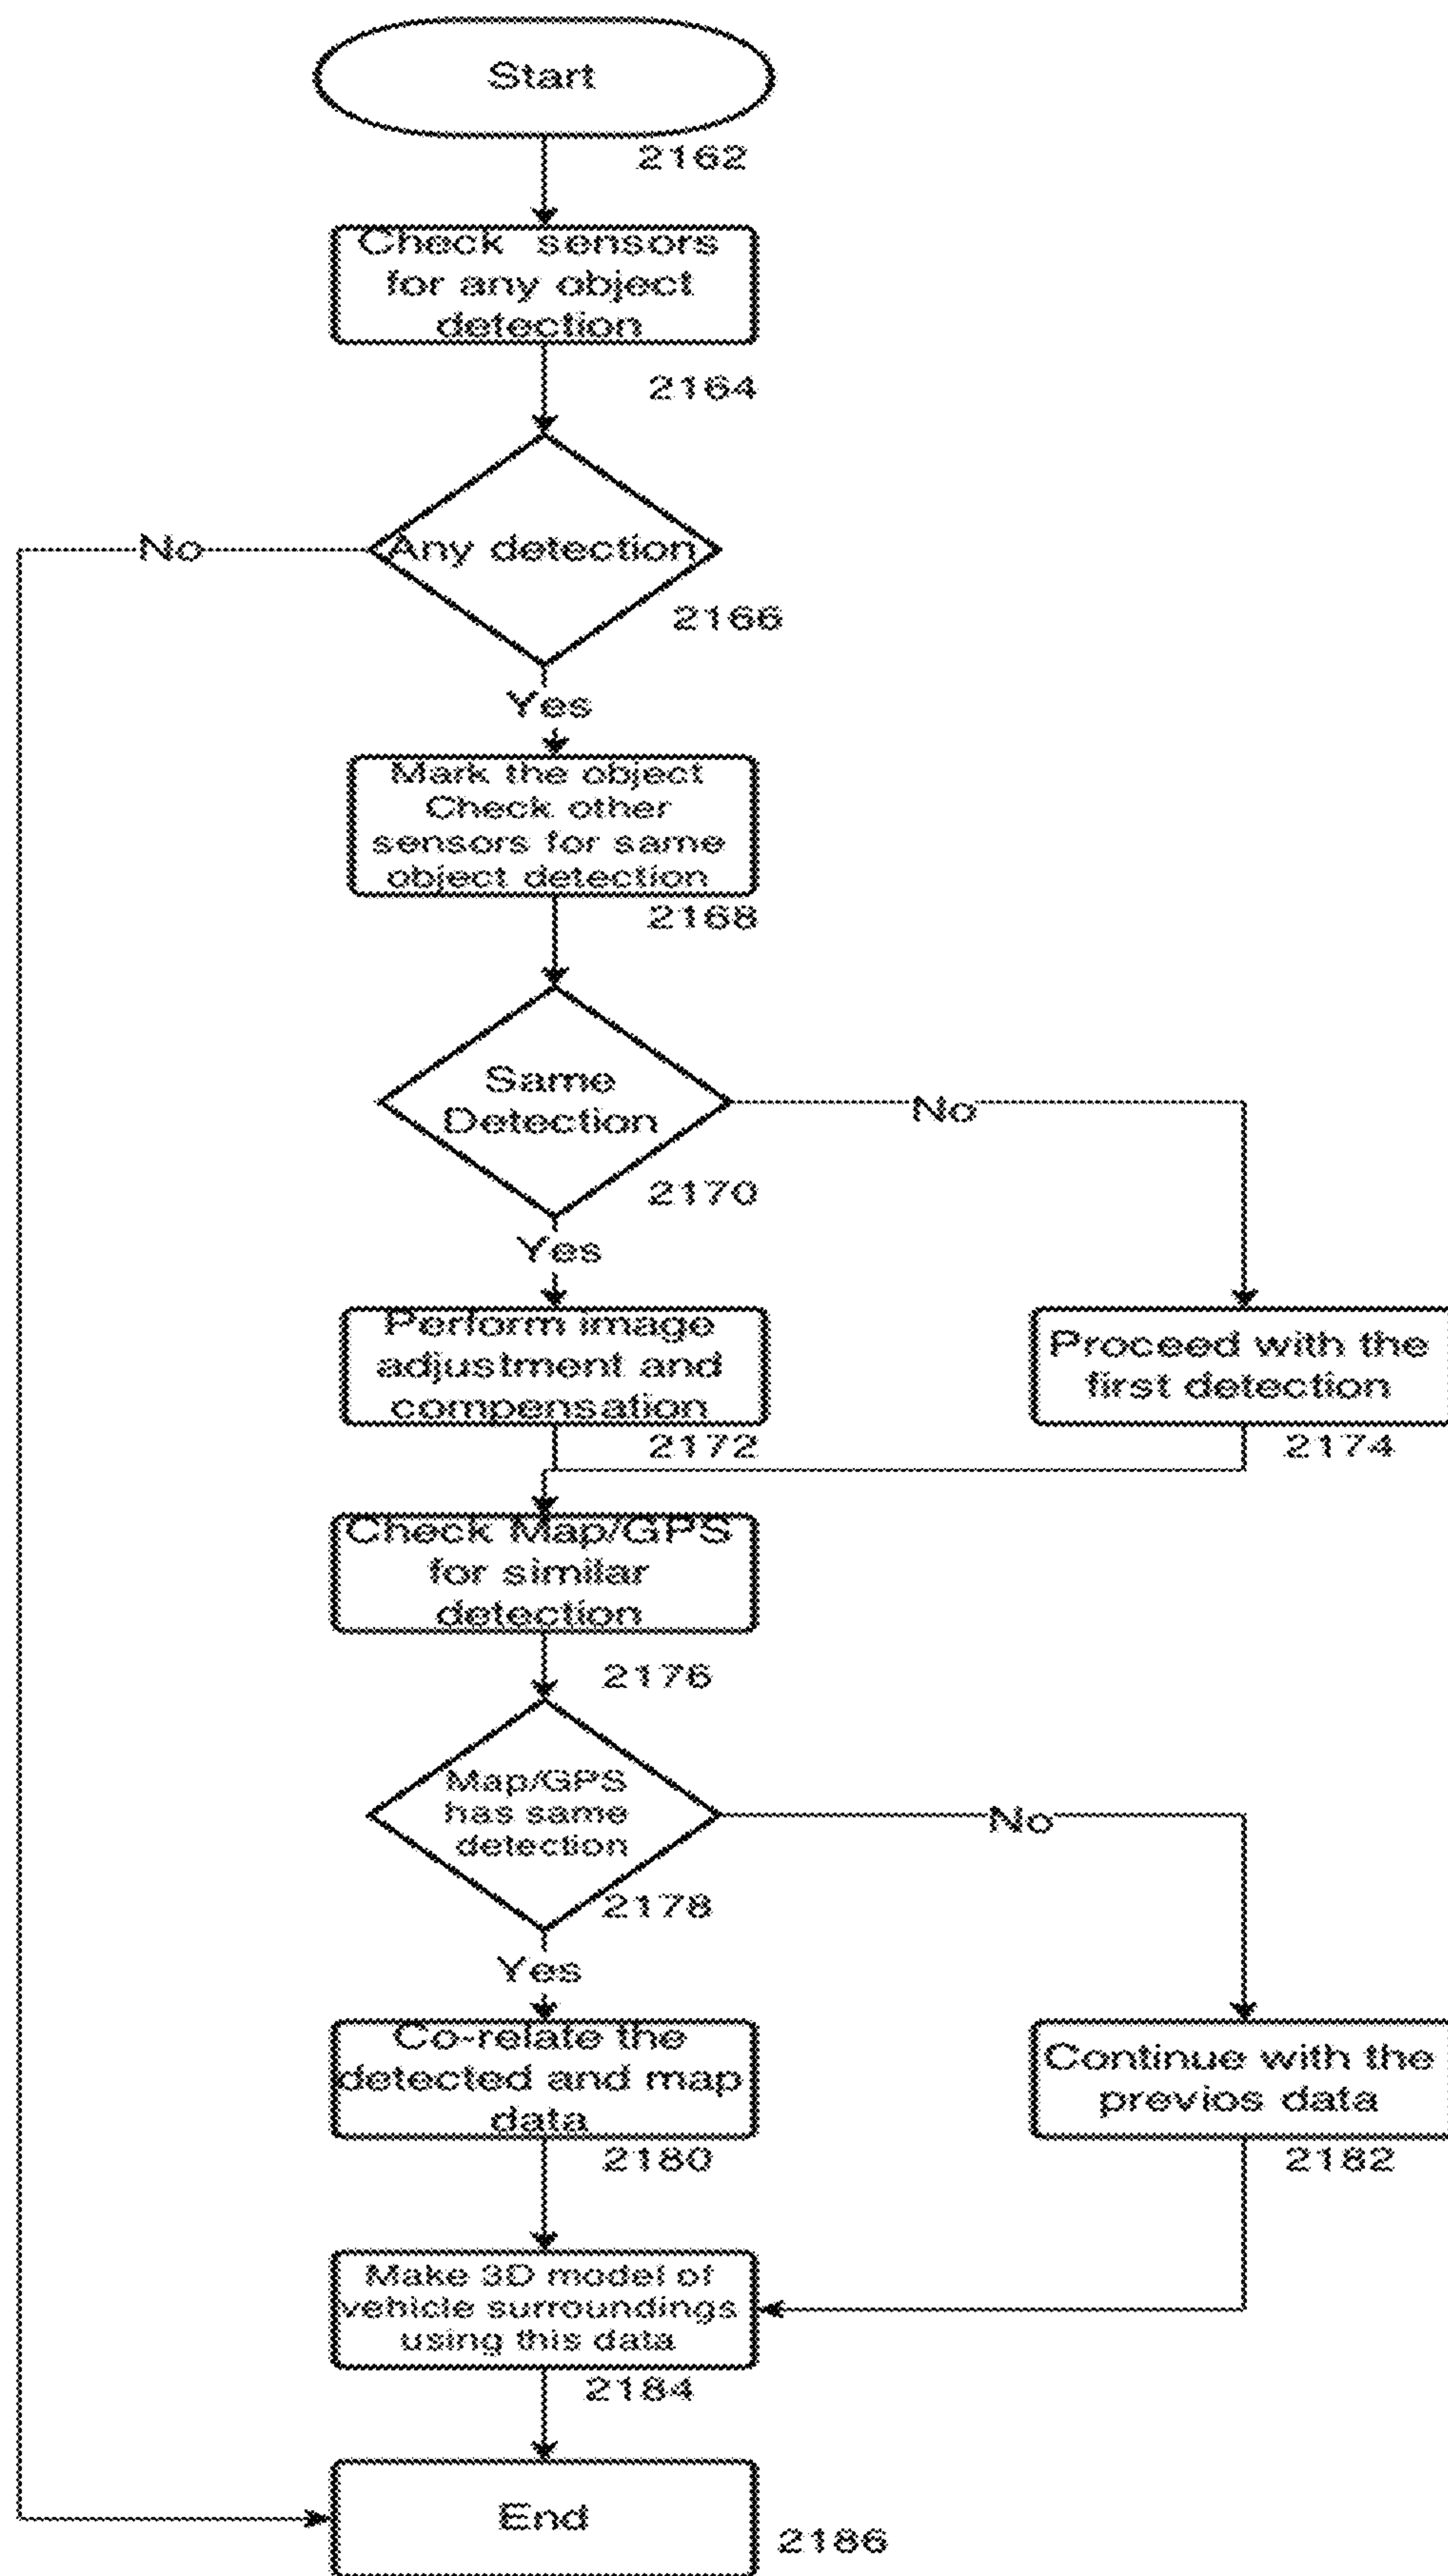 Start
2162
Check sensors
for any object
detection
2164
No
Any detection
2166
Yes
Mark the object
Check other
sensors for same
object detection
2168
Same
Detection
No
2170
Yes
Perform image
adjustment and
compensation
2172
Proceed with the
first detection
2174
Check Map/GPS
for similar
detection
2176
Map/GPS
has same
detection
No
2178
Yes
Co-relate the
detected and map
data
2180
Continue with the
previos data
2182
Make 3D model of
vehicle surroundings
using this data
2184
End
2186